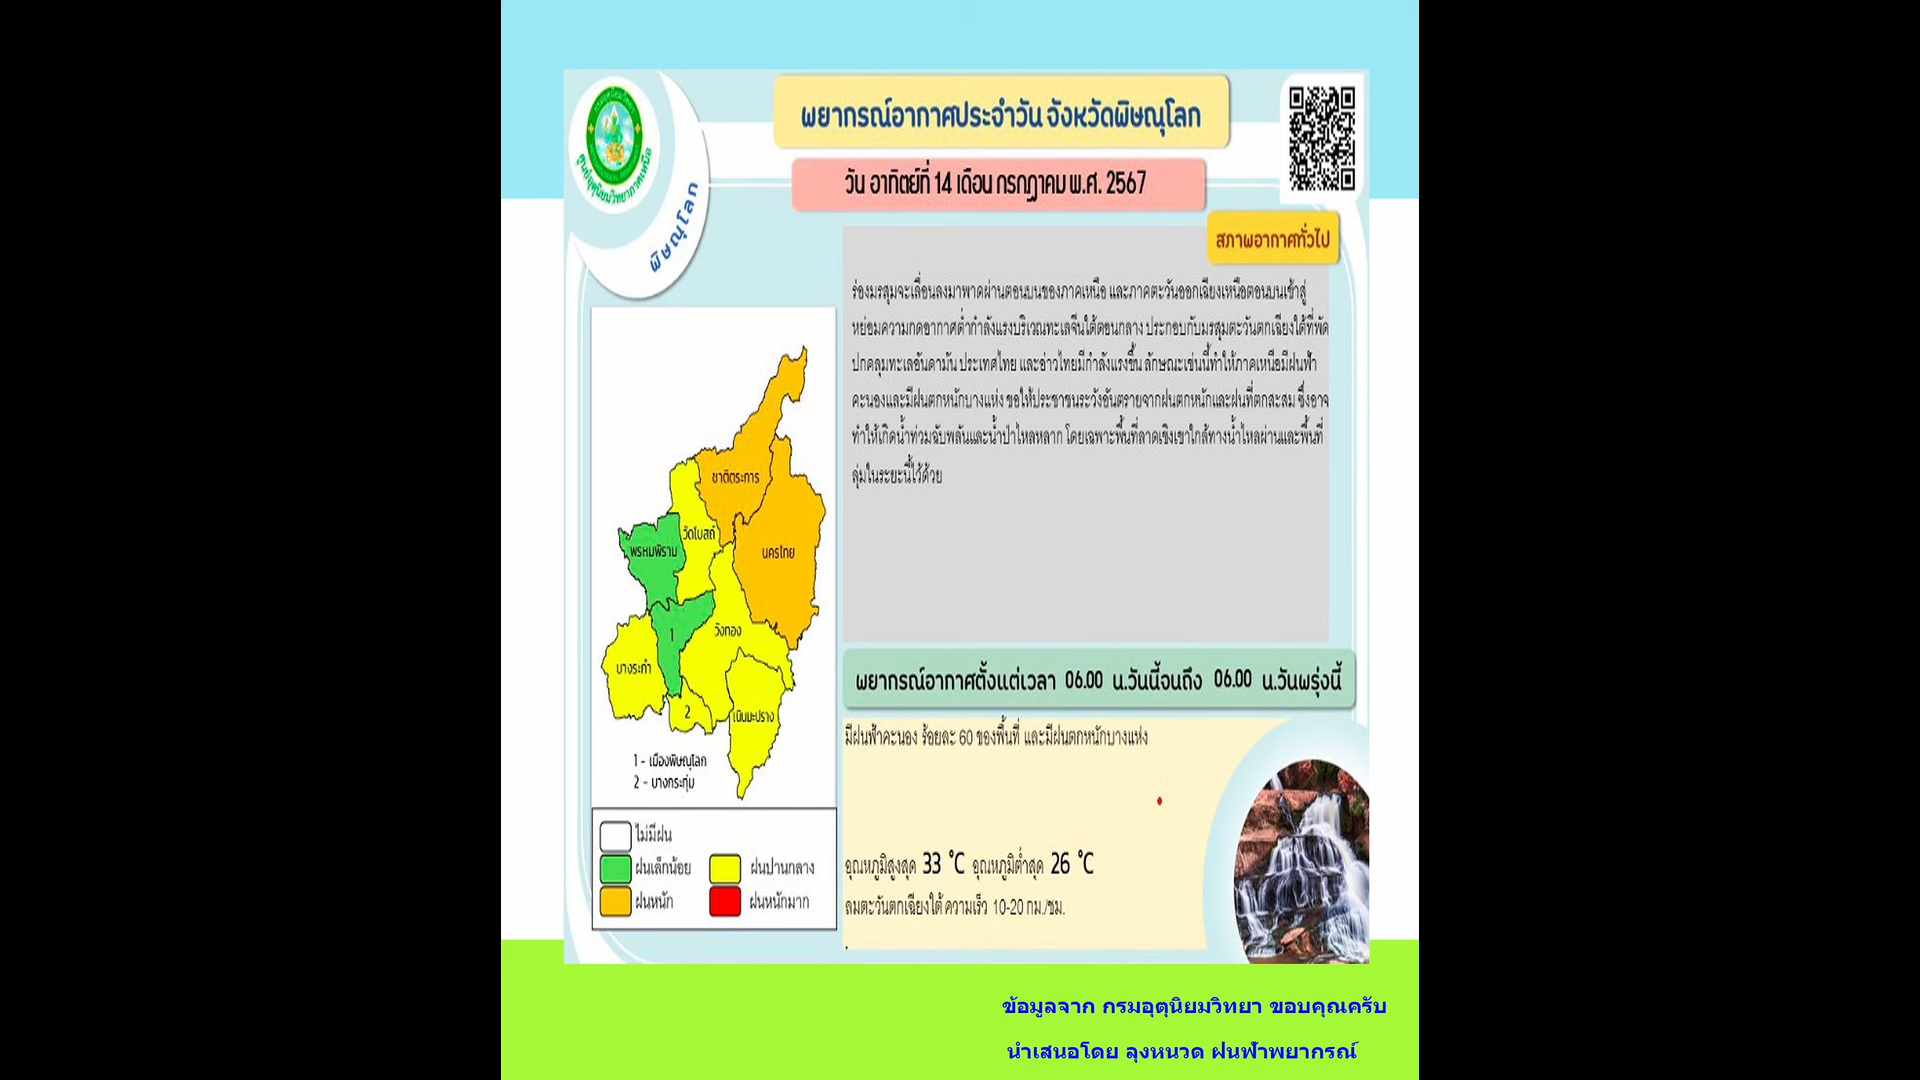 พยากรณ์อากาศประจำวัน จังหวัดพิษณุโลก
วัน อาทิตย์ที่ 14 เดือน กรกฎาคม พ.ศ. 2567
ศูนย์อุตุนิยมวิทยาภาคเหนือ
พิษณุโลก
สภาพอากาศทั่วไป
ร่องมรสุมจะเลื่อนลงมาพาดผ่านตอนบนของภาคเหนือ และภาคตะวันออกเฉียงเหนือตอนบนเข้าสู่
หย่อมความกดอากาศต่ำกำลังแรงบริเวณทะเลจีนใต้ตอนกลาง ประกอบกับมรสุมตะวันตกเฉียงใต้ที่พัด
ปกคลุมทะเลอันดามัน ประเทศไทย และอ่าวไทยมีกำลังแรงขึ้น ลักษณะเช่นนี้ทำให้ภาคเหนือมีฝนฟ้า
คะนองและมีฝนตกหนักบางแห่ง ขอให้ประชาชนระวังอันตรายจากฝนตกหนักและฝนที่ตกสะสม ซึ่งอาจ
ทำให้เกิดน้ำท่วมฉับพลันและน้ำป่าไหลหลาก โดยเฉพาะพื้นที่ลาดเชิงเขาใกล้ทางน้ำไหลผ่านและพื้นที่
ลุ่มในระยะนี้ไว้ด้วย
ชาติตระการ
วัดโบสถ์
พรหมพิราม
นครไทย
1
วังทอง
บางระกำ
2
เนินมะปราง
1 - เมืองพิษณุโลก
2 - บางกระทุ่ม
ไม่มีฝน
ฝนเล็กน้อย
ฝนปานกลาง
ฝนหนัก
ฝนหนักมาก
พยากรณ์อากาศตั้งแต่เวลา 06.00 น.วันนี้จนถึง 06.00 น.วันพรุ่งนี้
มีฝนฟ้าคะนอง ร้อยละ 60 ของพื้นที่ และมีฝนตกหนักบางแห่ง
อุณหภูมิสูงสุด 33 °C อุณหภูมิต่ำสุด 26 °C
ลมตะวันตกเฉียงใต้ ความเร็ว 10-20 กม./ชม.
ข้อมูลจาก กรมอุตุนิยมวิทยา ขอบคุณครับ
นำเสนอโดย ลุงหนวด ฝนฟ้าพยากรณ์